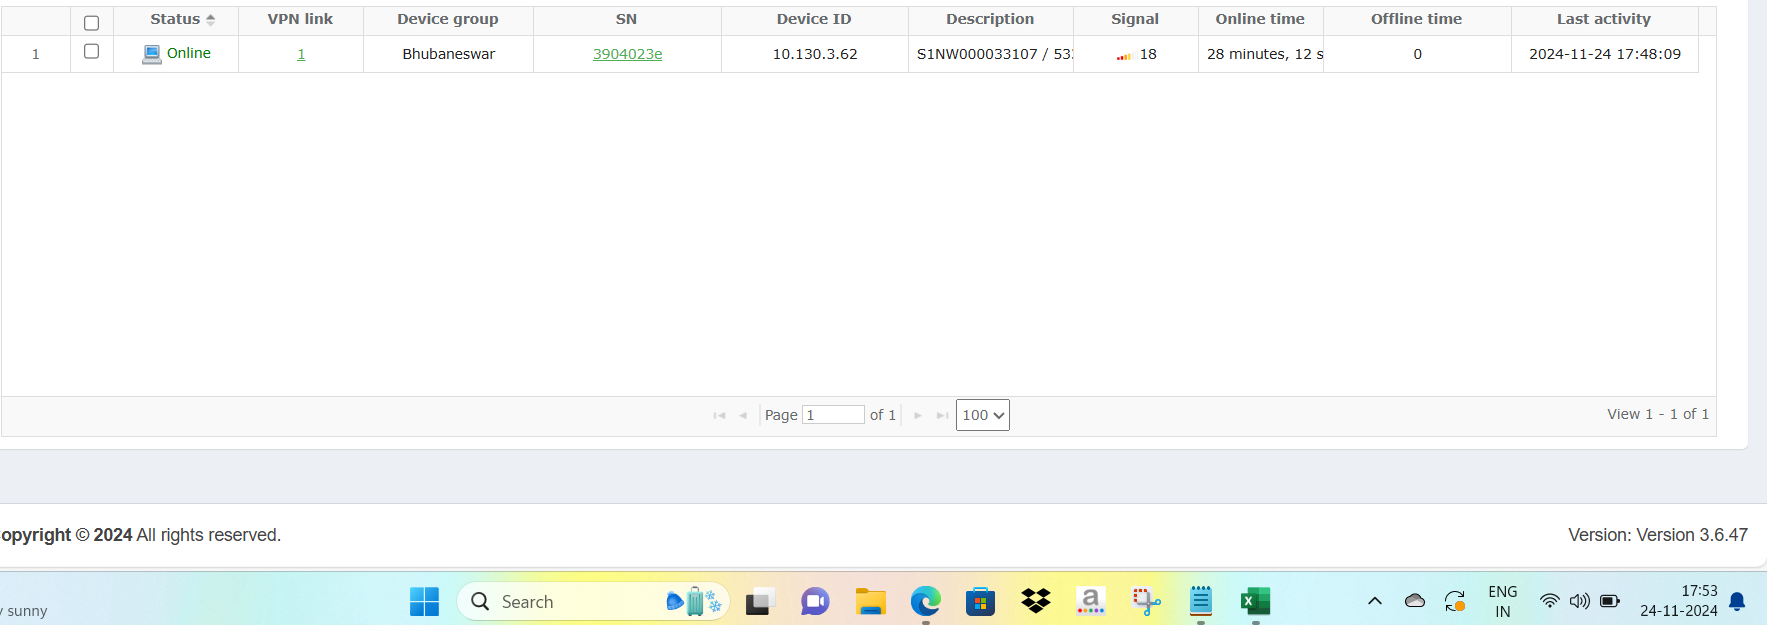 Status VPN link Device group SN Device ID Description Signal Online time Offline time Last activity
1 Online 1 Bhubaneswar 3904023e 10.130.3.62 S1NW000033107 / 53 18 28 minutes, 12 s 0 2024-11-24 17:48:09
Page 1 of 1 100 View 1 - 1 of 1
opyright © 2024 All rights reserved. Version: Version 3.6.47
y sunny Search a X ENG 17:53
IN 24-11-2024